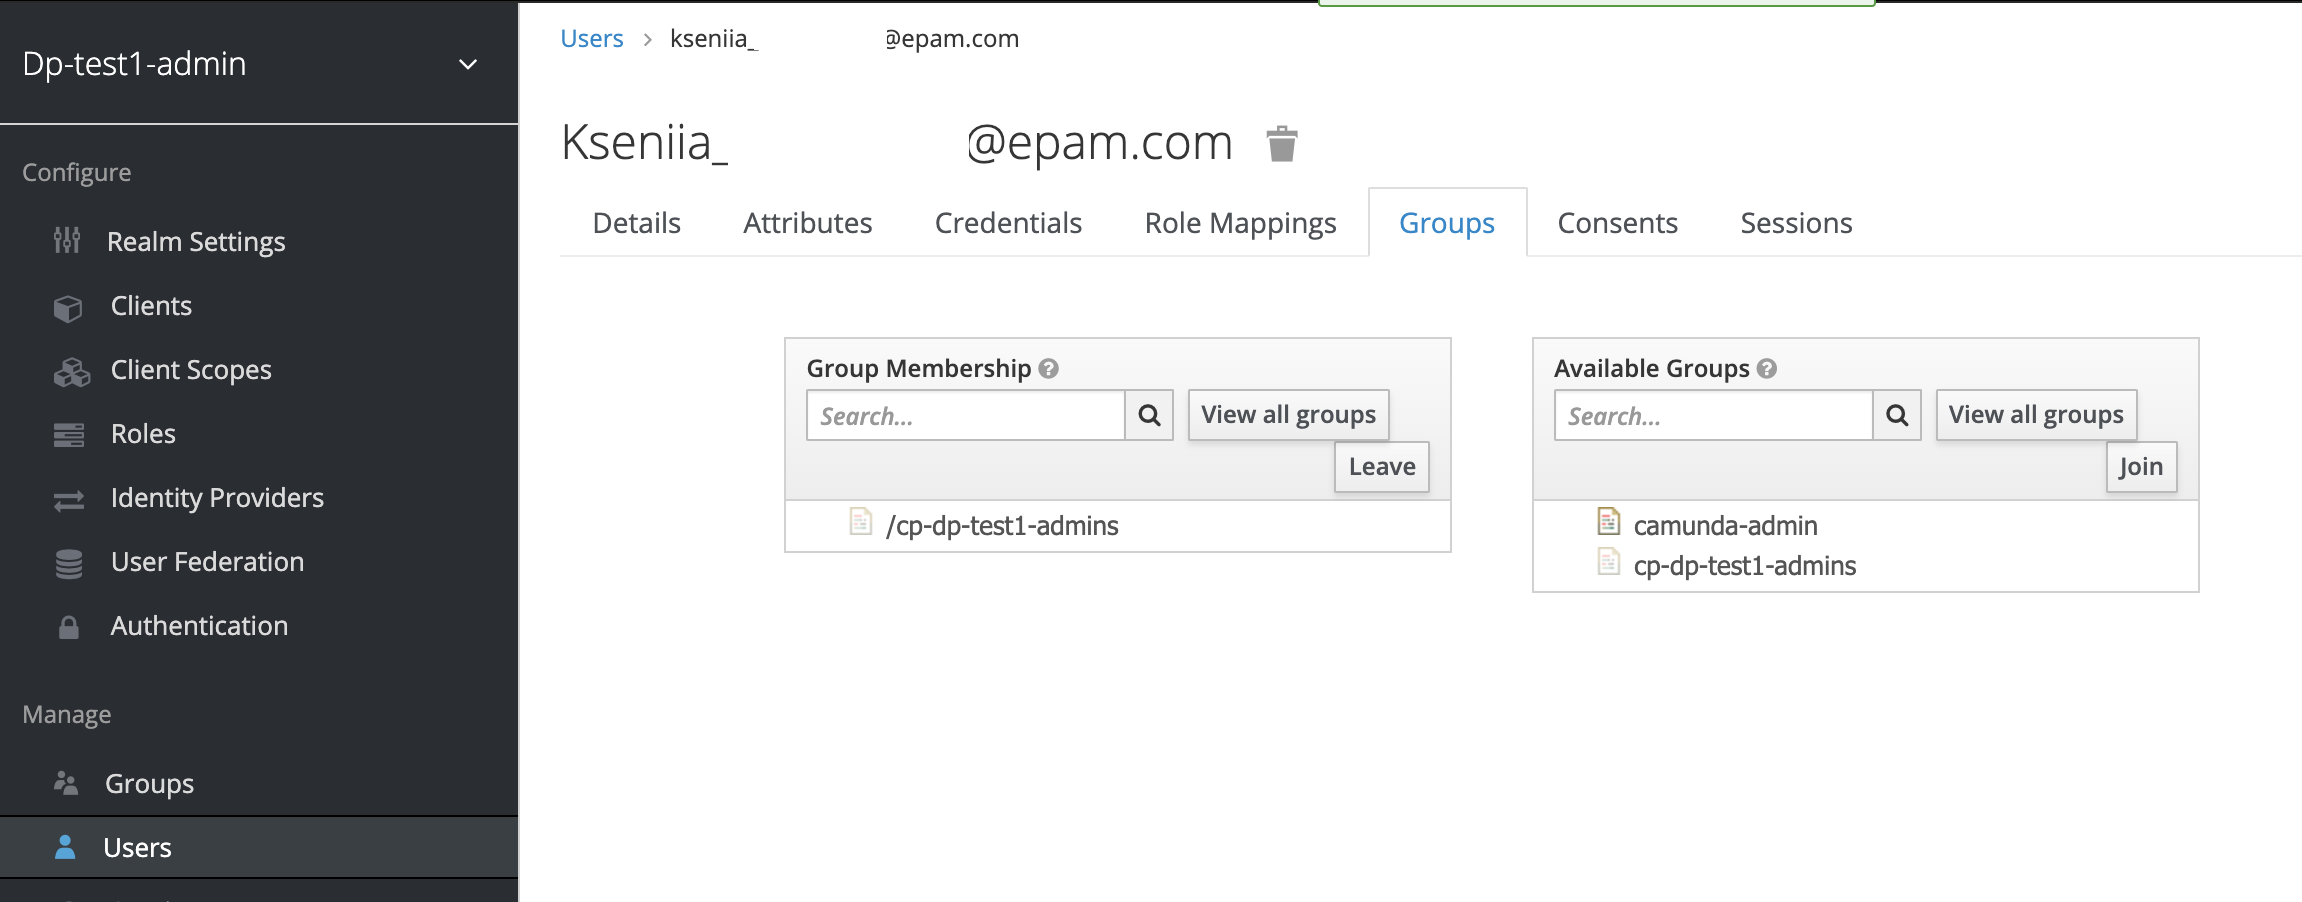 Dp-test1-admin
Configure
Realm Settings
Clients
Client Scopes
Roles
Identity Providers
User Federation
Authentication
Manage
Groups
Users
Users > kseniia_ @epam.com
Kseniia_ @epam.com
Details Attributes Credentials Role Mappings Groups Consents Sessions
Group Membership
Search... View all groups
Leave
/cp-dp-test1-admins
Available Groups
Search... View all groups
Join
camunda-admin
cp-dp-test1-admins